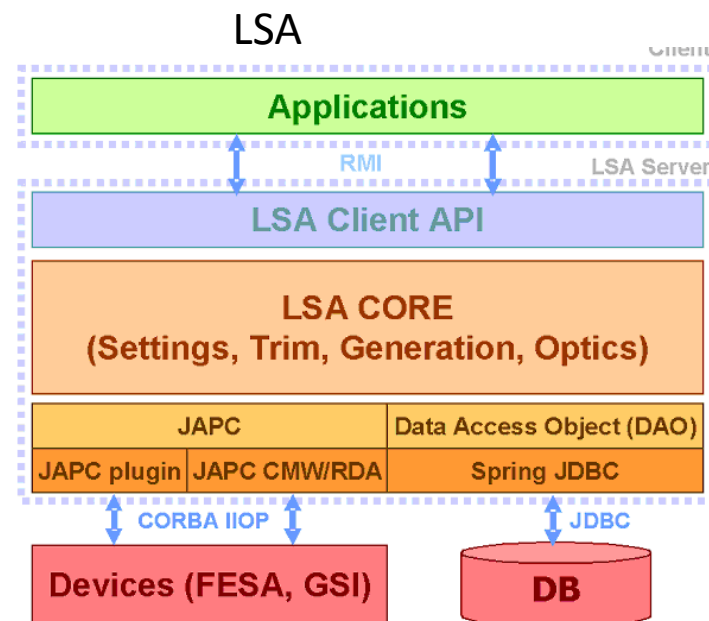 LSA
Client
Applications
RMI
LSA Server
LSA Client API
LSA CORE
(Settings, Trim, Generation, Optics)
JAPC
Data Access Object (DAO)
JAPC plugin
JAPC CMW/RDA
Spring JDBC
CORBA IIOP
JDBC
Devices (FESA, GSI)
DB